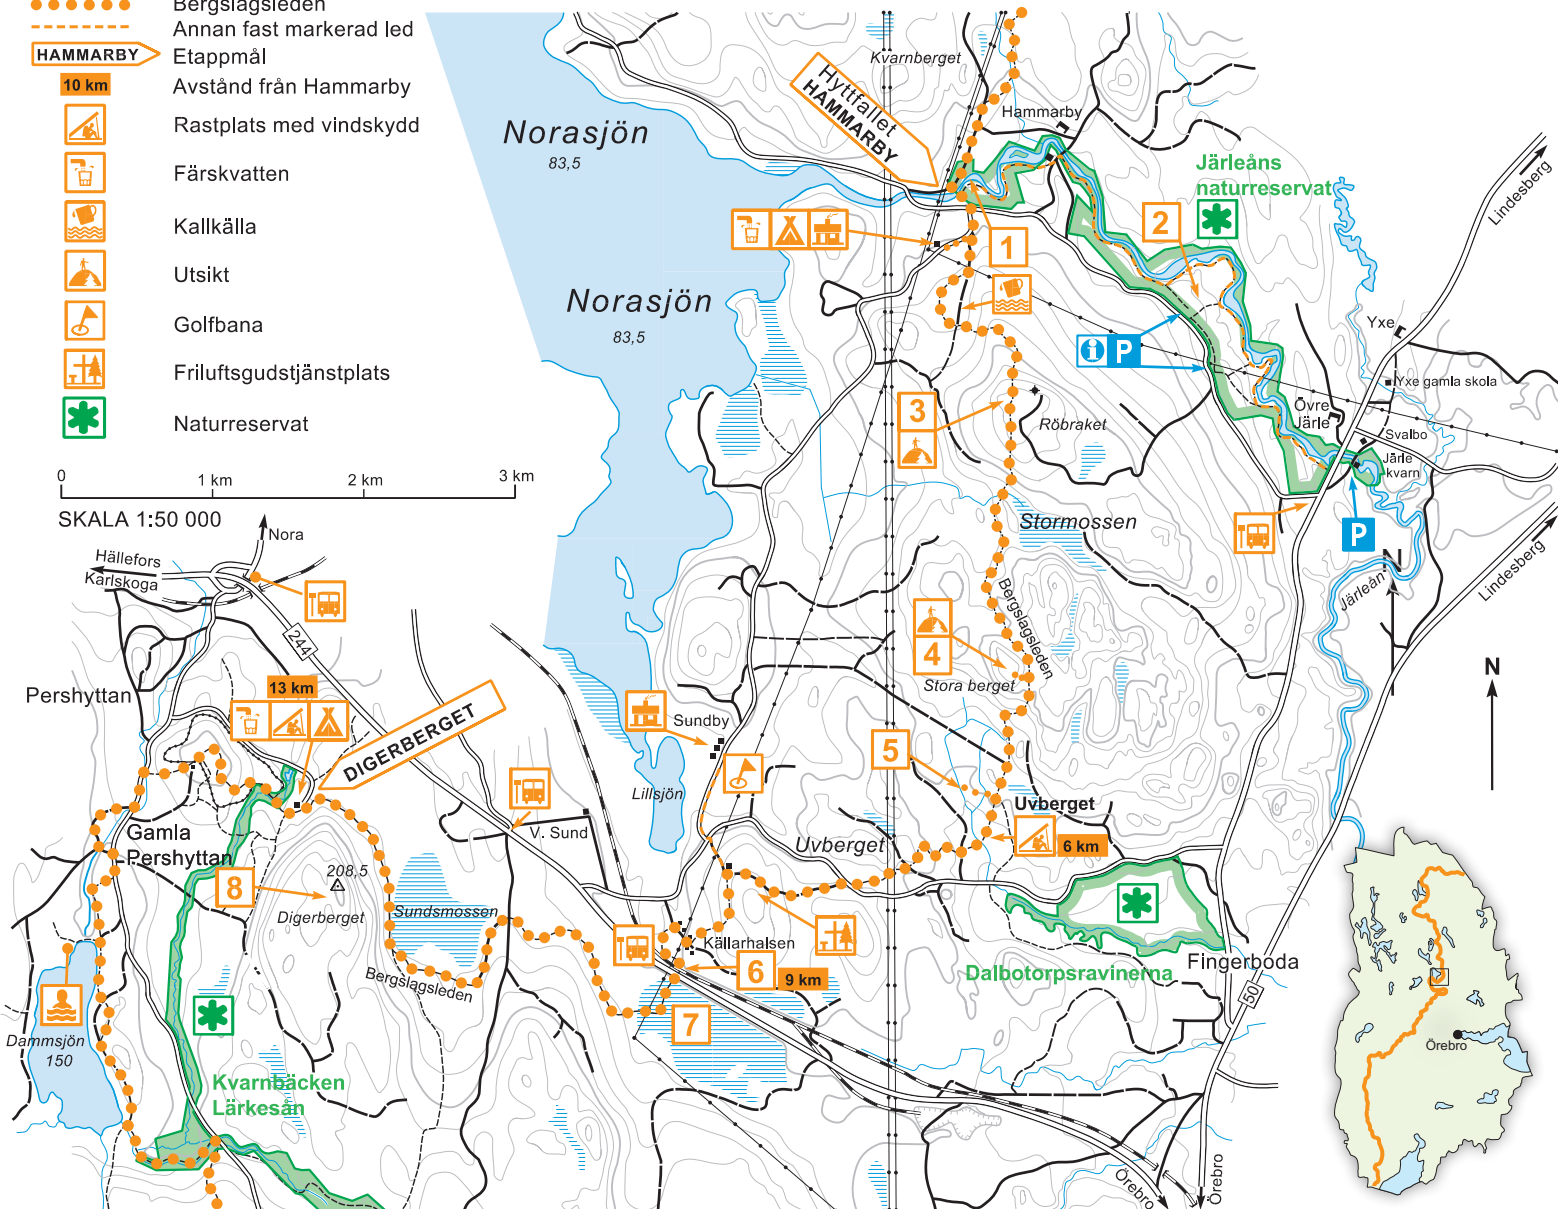 Bergslagsleden
Annan fast markerad led
HAMMARBY
Etappmål
10 km
Avstånd från Hammarby
Rastplats med vindskydd
Färskvatten
Kallkälla
Utsikt
Golfbana
Friluftsgudstjänstplats
Naturreservat
0
1 km
2 km
3 km
SKALA 1:50 000
Norasjön
83,5
Norasjön
83,5
Kvarnberget
Hyttfallet
HAMMARBY
Hammarby
Järleåns
naturreservat
Lindesberg
1
2
i P
Yxe
Yxe gamla skola
Övre
Järle
Svalbo
Järle
kvarn
P
3
Röbraket
Stormossen
N
Järleån
Lindesberg
Nora
Hällefors
Karlskoga
244
Bergslagsleden
4
Stora berget
Pershyttan
13 km
DIGERBERGET
Sundby
5
N
Lillsjön
Uvberget
6 km
V. Sund
Uvberget
Gamla
Pershyttan
8
208,5
Digerberget
Sundsmossen
Källarhalsen
Bergslagsleden
6
9 km
7
Dalbotorpsravinerna
Fingerboda
50
Dammsjön
150
Kvarnbäcken
Lärkesån
Örebro
Örebro
Örebro